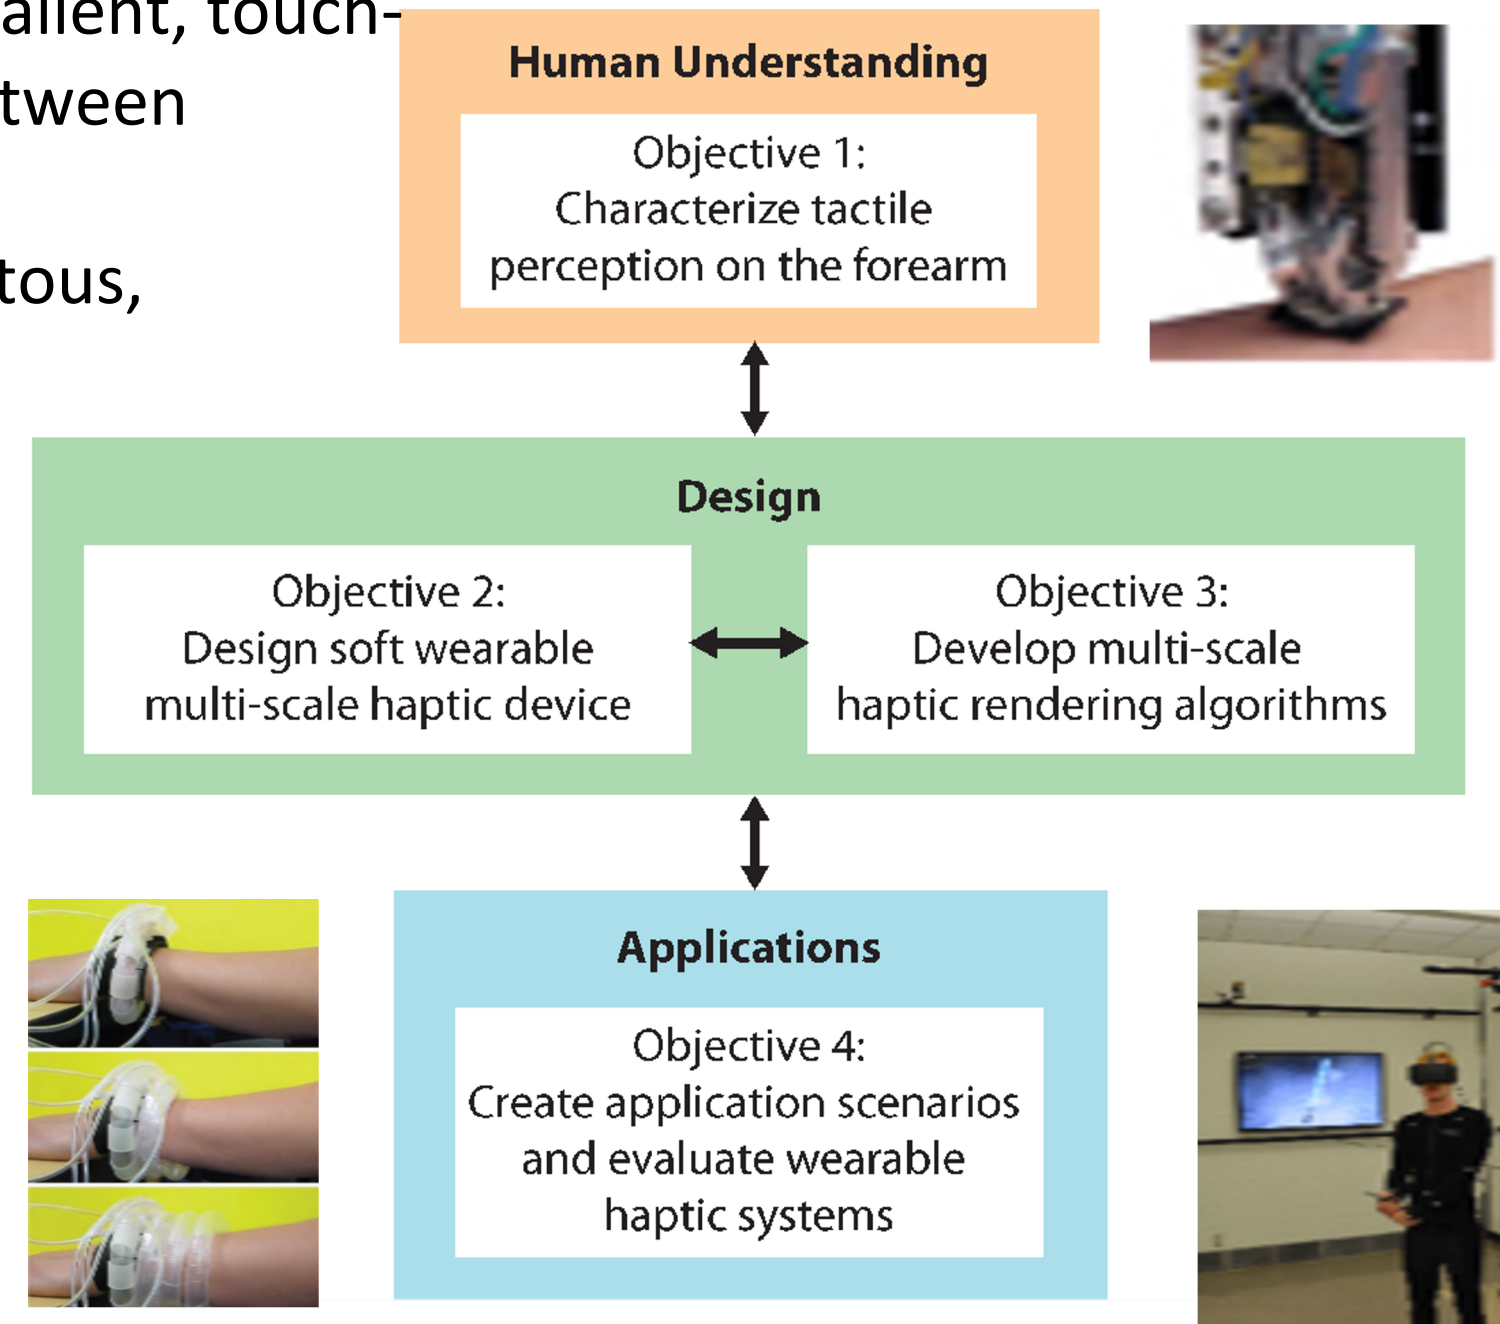 touch-
tween
tous,
Human Understanding
Objective 1:
Characterize tactile
perception on the forearm
Design
Objective 2:
Design soft wearable
multi-scale haptic device
Objective 3:
Develop multi-scale
haptic rendering algorithms
Applications
Objective 4:
Create application scenarios
and evaluate wearable
haptic systems